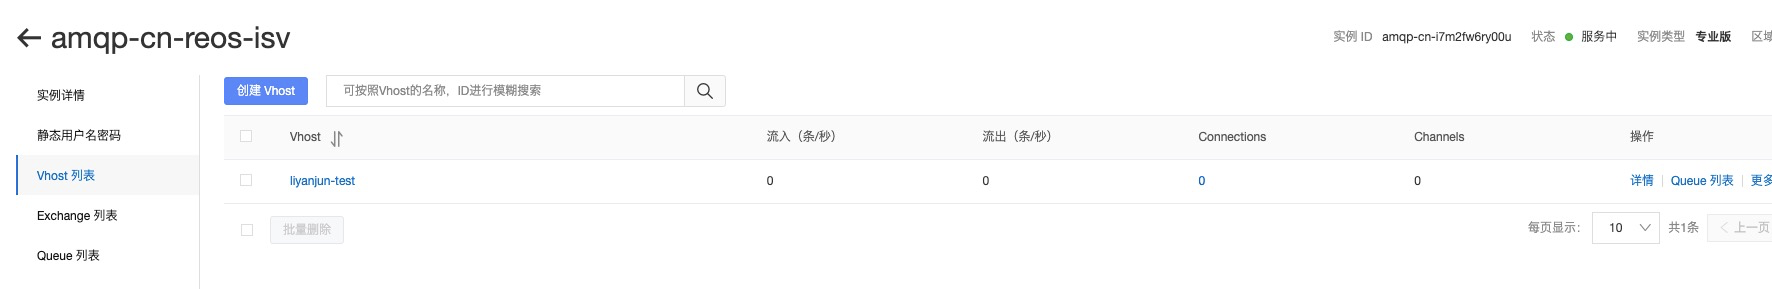 amqp-cn-reos-isv
实例 ID amqp-cn-i7m2fw6ry00u 状态 服务中 实例类型 专业版 区域
实例详情
静态用户名密码
Vhost 列表
Exchange 列表
Queue 列表
创建 Vhost 可按照Vhost的名称，ID进行模糊搜索
Vhost 流入（条/秒） 流出（条/秒） Connections Channels 操作
liyanjun-test 0 0 0 0 详情 Queue 列表 更多
批量删除 每页显示： 10 共1条 上一页